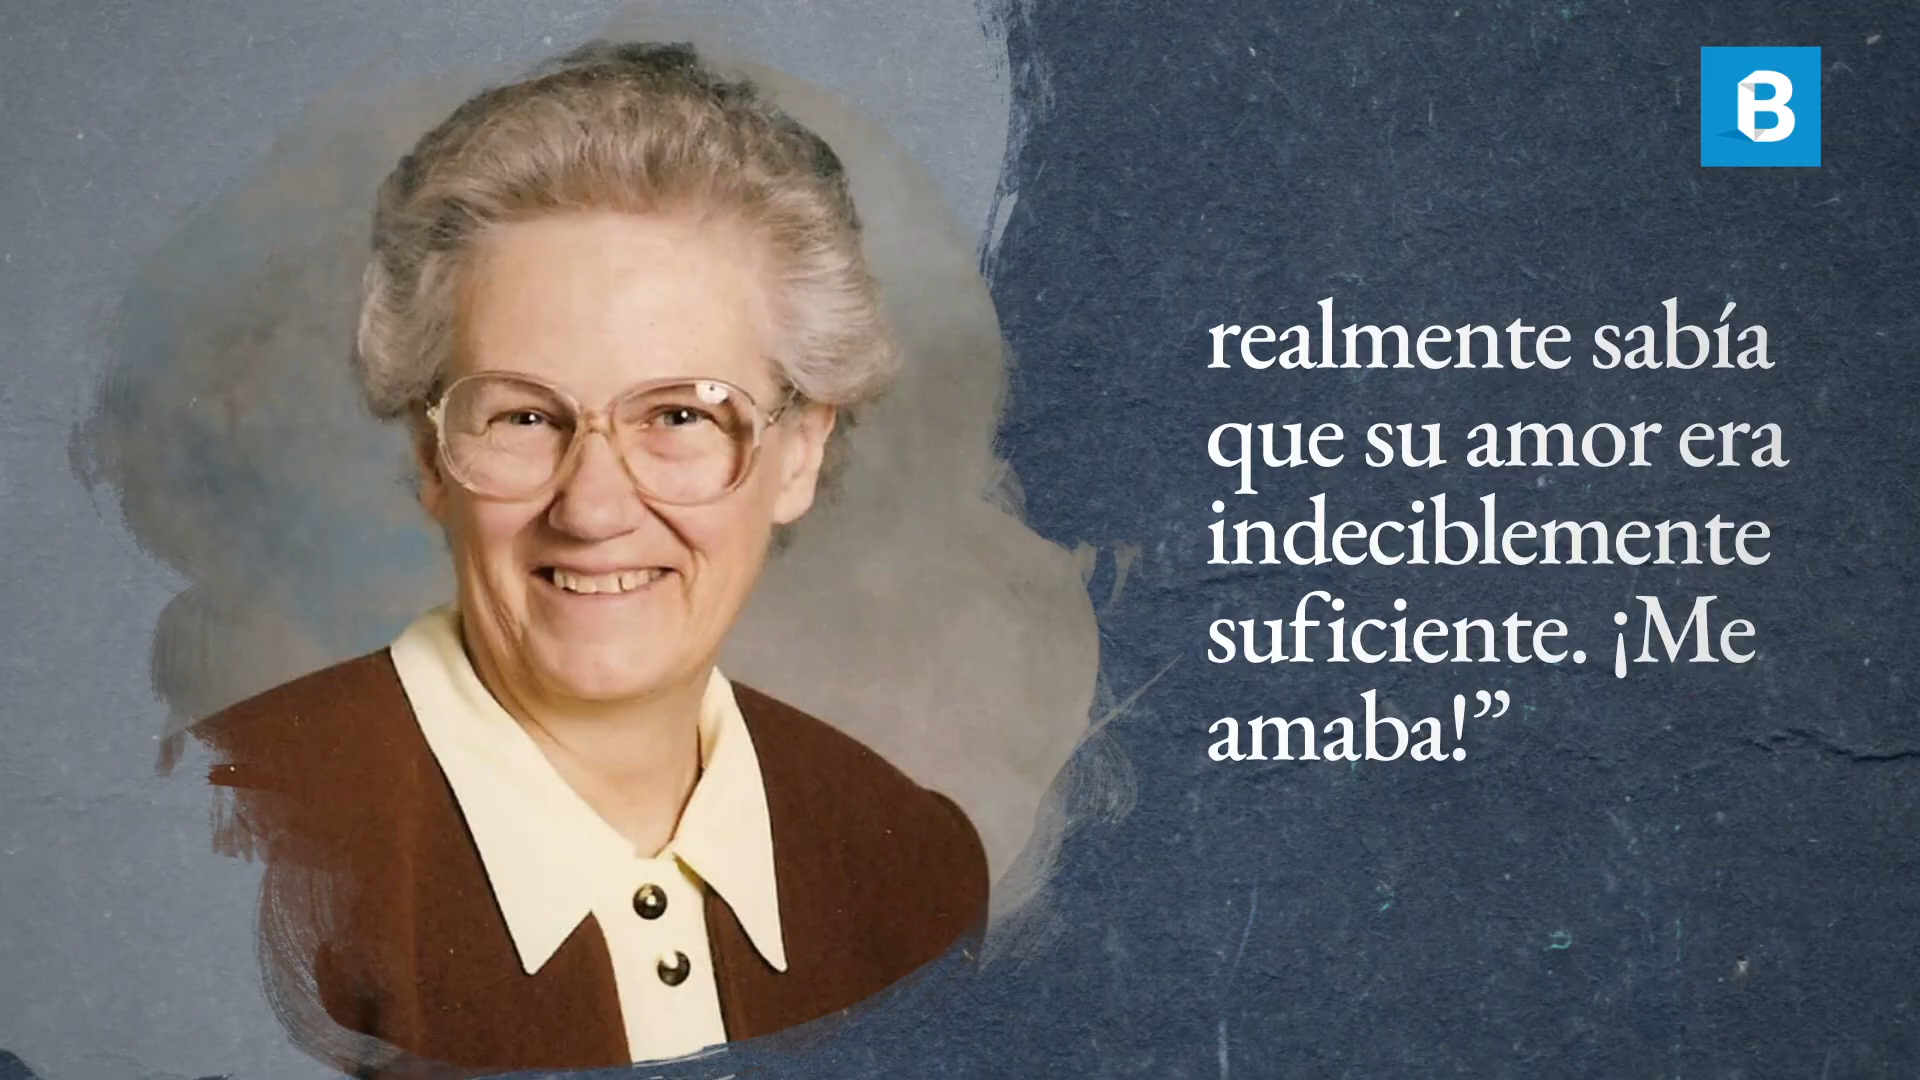 B
realmente sabía
que su amor era
indeciblemente
suficiente. ¡Me
amaba!”